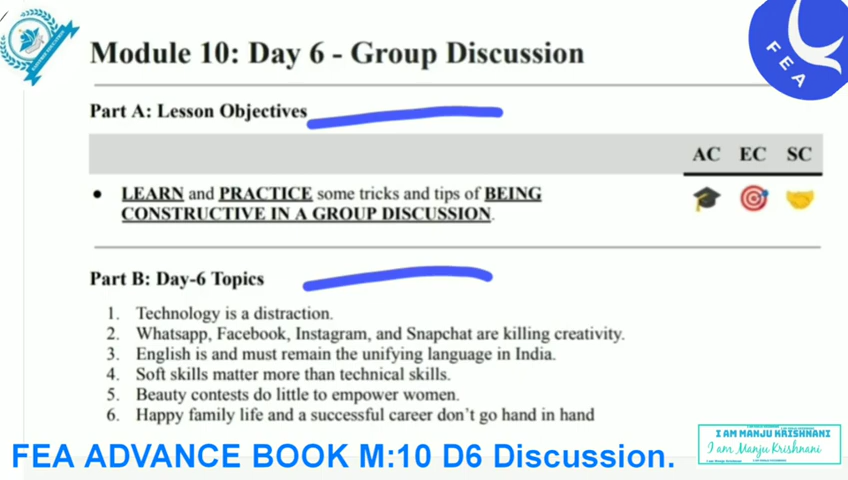 FEA
Module 10: Day 6 - Group Discussion
Part A: Lesson Objectives
AC EC SC
• LEARN and PRACTICE some tricks and tips of BEING
CONSTRUCTIVE IN A GROUP DISCUSSION.
Part B: Day-6 Topics
1. Technology is a distraction.
2. Whatsapp, Facebook, Instagram, and Snapchat are killing creativity.
3. English is and must remain the unifying language in India.
4. Soft skills matter more than technical skills.
5. Beauty contests do little to empower women.
6. Happy family life and a successful career don't go hand in hand
I AM MANJU KRISHNANI
I am Manju Krishnani
FEA ADVANCE BOOK M:10 D6 Discussion.